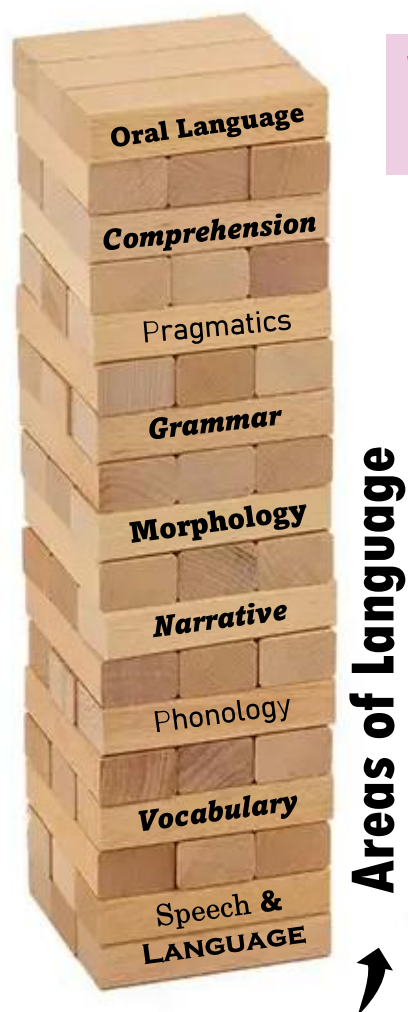 Oral Language
Comprehension
Pragmatics
Grammar
Morphology
Narrative
Phonology
Vocabulary
Speech &
LANGUAGE
Areas of Language